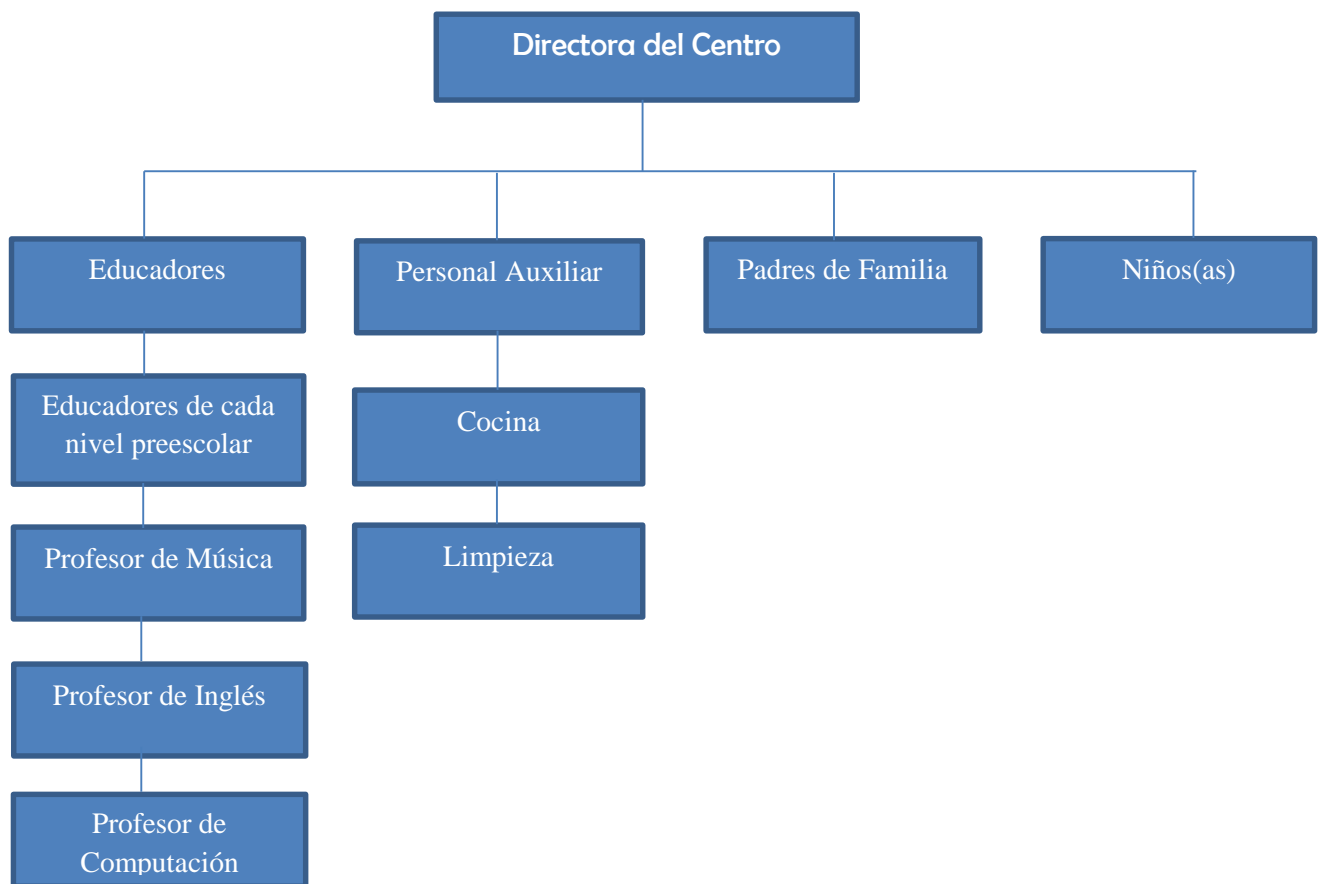 Directora del Centro
Educadores
Personal Auxiliar
Padres de Familia
Niños(as)
Educadores de cada
nivel preescolar
Cocina
Profesor de Música
Limpieza
Profesor de Inglés
Profesor de
Computación